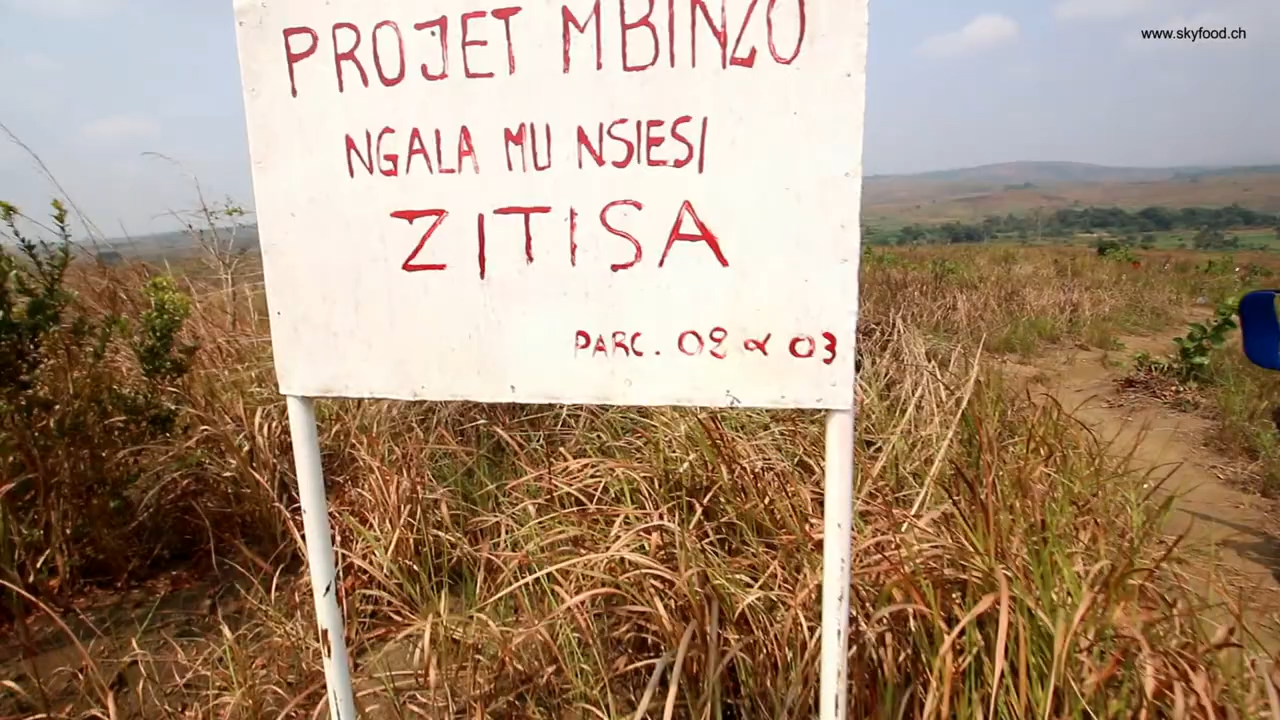 www.skyfood.ch
PROJET MBINZO
NGALA MU NSIESI
ZITISA
PARC. 02 & 03